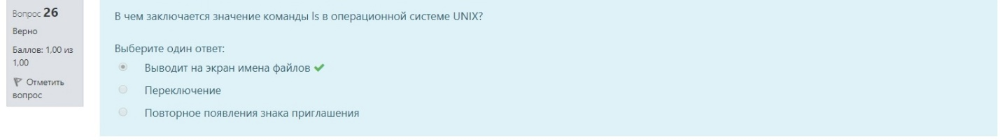 Вопрос 26
Верно
Баллов: 1,00 из
1,00
Отметить
вопрос
В чем заключается значение команды ls в операционной системе UNIX?
Выберите один ответ:
Выводит на экран имена файлов
Переключение
Повторное появления знака приглашения